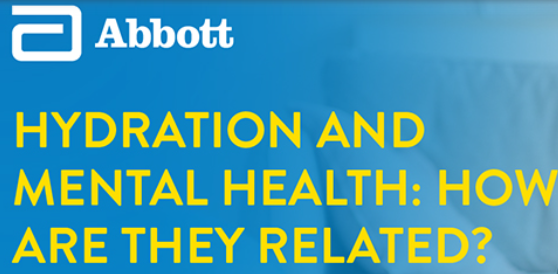 Abbott
HYDRATION AND
MENTAL HEALTH: HOW
ARE THEY RELATED?